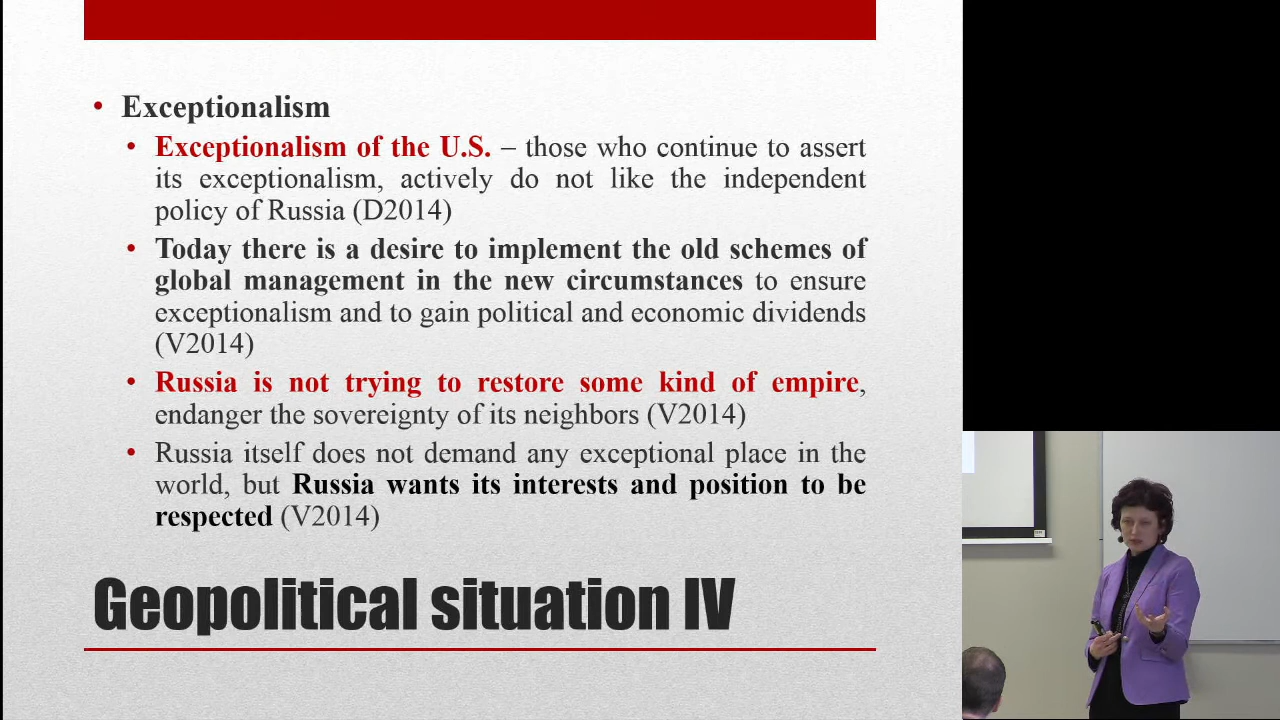 • Exceptionalism
• Exceptionalism of the U.S. – those who continue to assert
its exceptionalism, actively do not like the independent
policy of Russia (D2014)
• Today there is a desire to implement the old schemes of
global management in the new circumstances to ensure
exceptionalism and to gain political and economic dividends
(V2014)
• Russia is not trying to restore some kind of empire,
endanger the sovereignty of its neighbors (V2014)
• Russia itself does not demand any exceptional place in the
world, but Russia wants its interests and position to be
respected (V2014)
Geopolitical situation IV